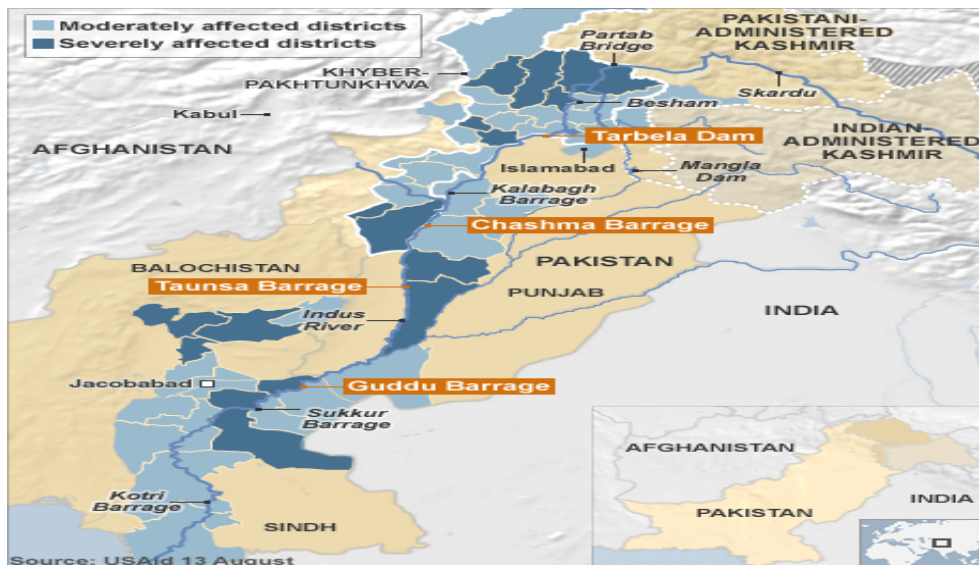 Moderately affected districts
Severely affected districts
PAKISTANI-
ADMINISTERED
KASHMIR
Partab
Bridge
KHYBER-
PAKHTUNKHWA
Skardu
Besham
Kabul
Tarbela Dam
INDIAN-
ADMINISTERED
KASHMIR
AFGHANISTAN
Islamabad
Mangla
Dam
Kalabagh
Barrage
Chashma Barrage
BALOCHISTAN
PAKISTAN
Taunsa Barrage
PUNJAB
Indus
River
INDIA
Jacobabad
Guddu Barrage
Sukkur
Barrage
AFGHANISTAN
Kotri
Barrage
INDIA
PAKISTAN
SINDH
Source: USAid 13 August